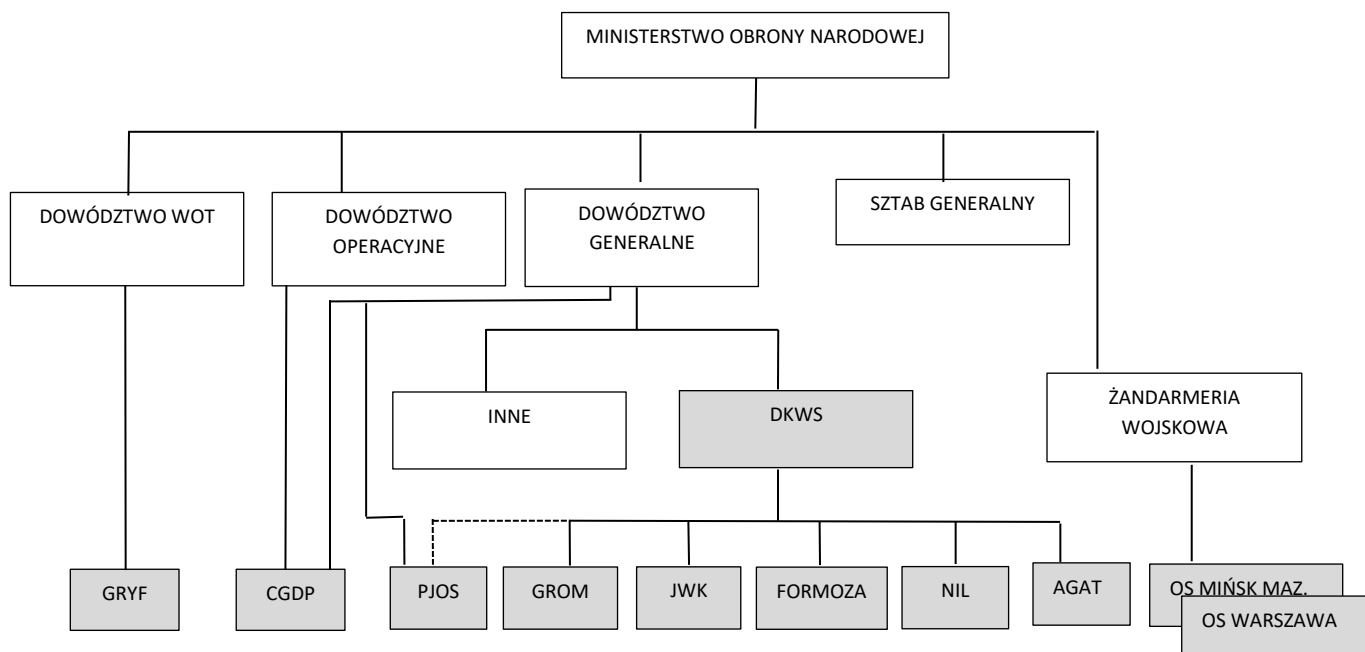 MINISTERSTWO OBRONY NARODOWEJ
DOWÓDZTWO WOT
DOWÓDZTWO
OPERACYJNE
DOWÓDZTWO
GENERALNE
SZTAB GENERALNY
INNE
DKWS
ŻANDARMERIA
WOJSKOWA
GRYF
CGDP
PJOS
GROM
JWK
FORMOZA
NIL
AGAT
OS MIŃSK MAZ.
OS WARSZAWA